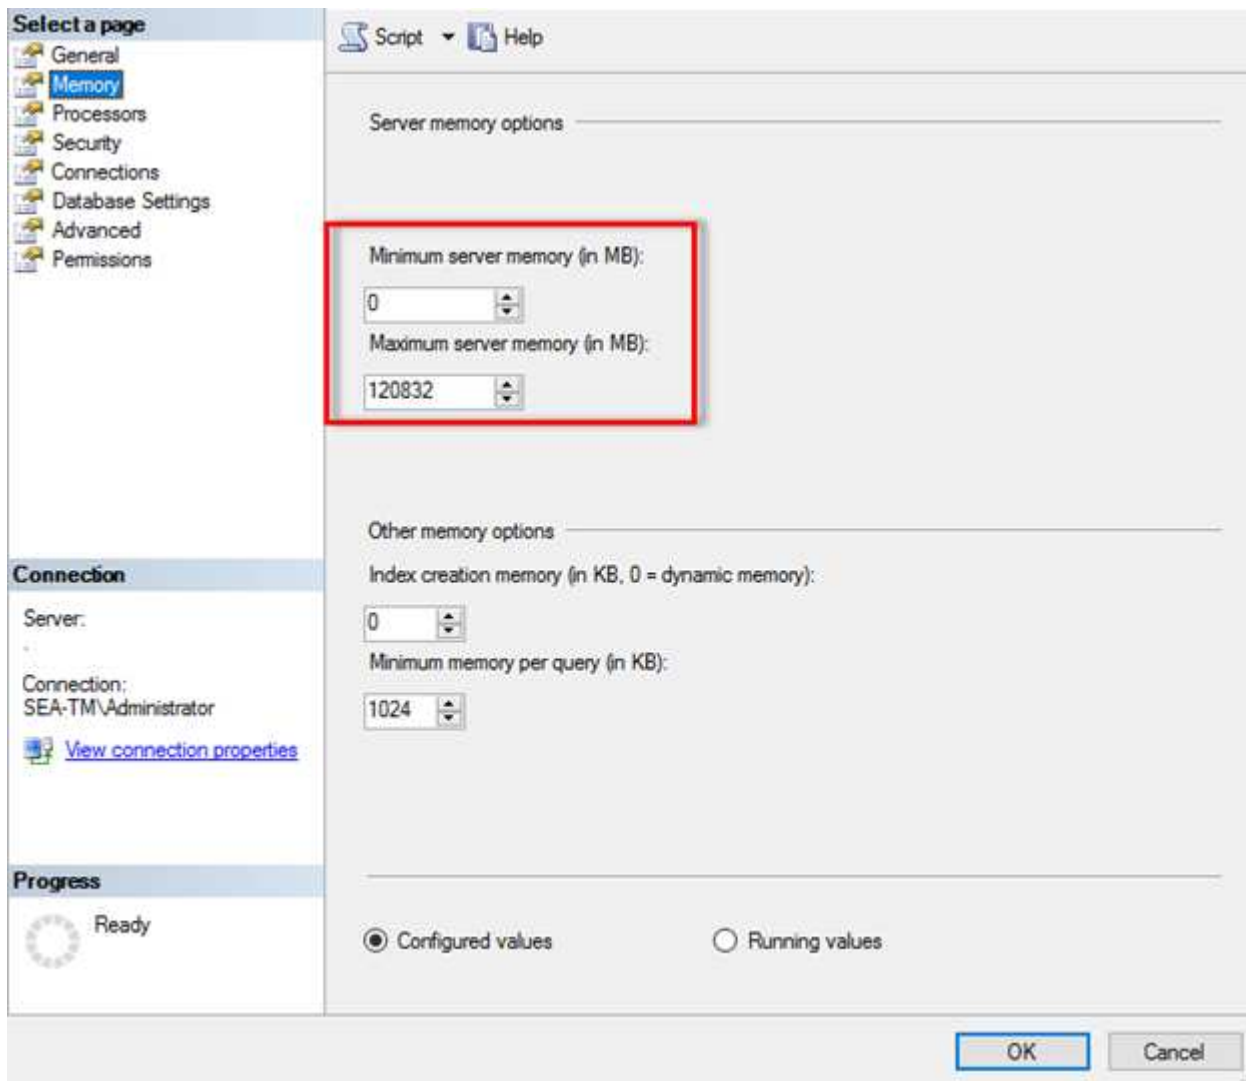 Select a page
General
Memory
Processors
Security
Connections
Database Settings
Advanced
Permissions
Script
Help
Server memory options
Minimum server memory (in MB):
0
Maximum server memory (in MB):
120832
Other memory options
Index creation memory (in KB, 0 = dynamic memory):
0
Minimum memory per query (in KB):
1024
Connection
Server:
.
Connection:
SEA-TM\Administrator
View connection properties
Progress
Ready
Configured values
Running values
OK
Cancel